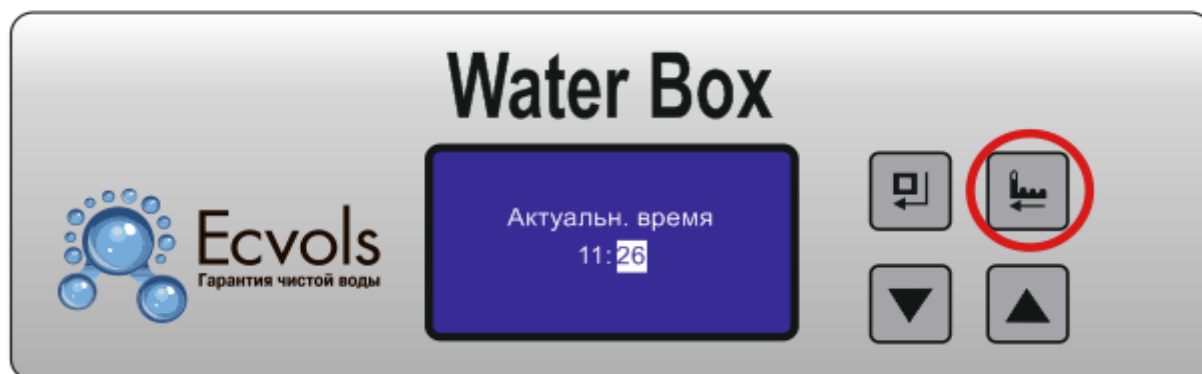 Water Box
Ecvols
Гарантия чистой воды
Актуальн. время
11:26